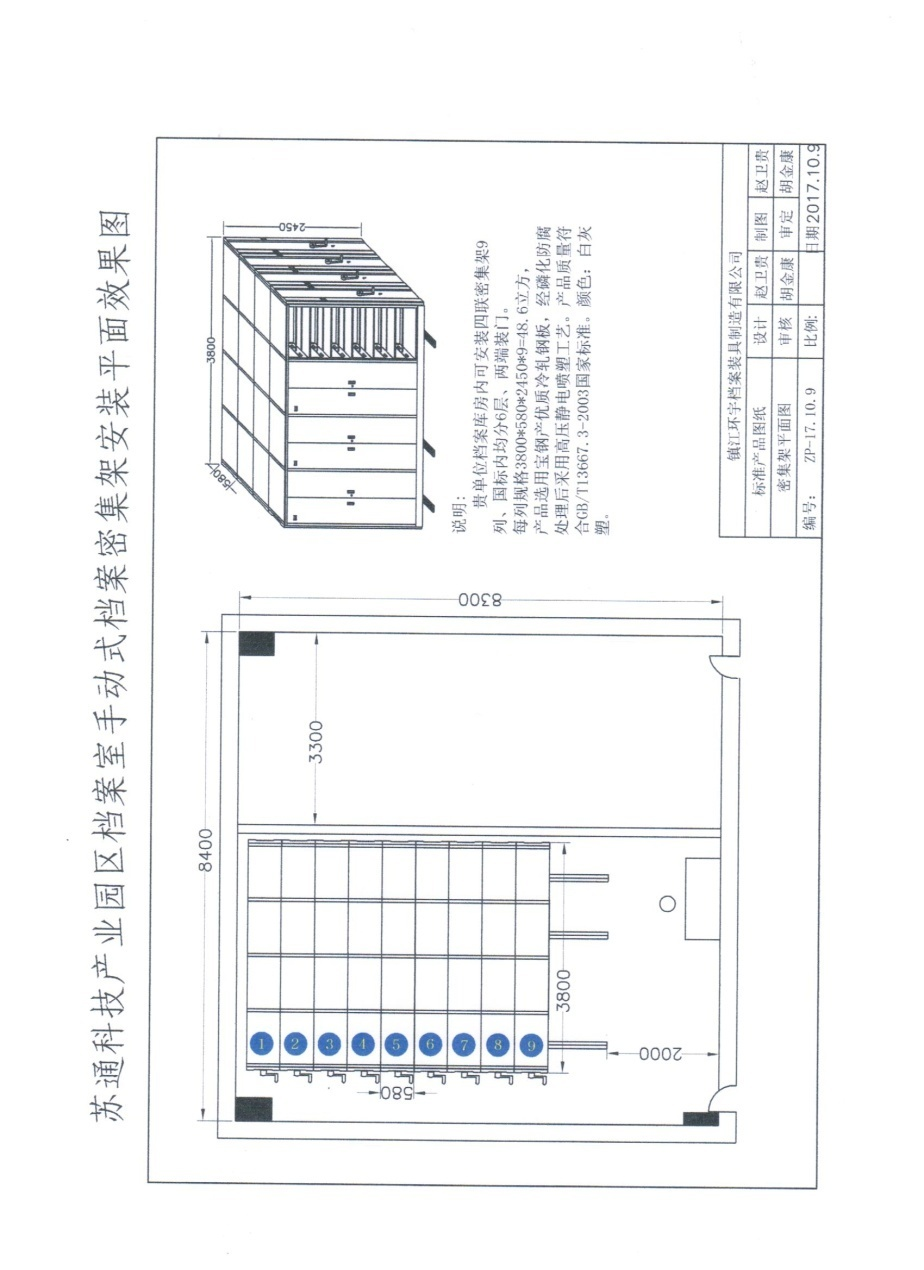 苏通科技产业园区档案室手动式档案密集架安装平面效果图
8400
3300
8300
1
2
3
4
5
6
7
8
9
580
3800
2000
3800
580
2450
说明：
贵单位档案库房内可安装四联密集架9
列、国标内均分6层、两端装门。
每列规格3800*580*2450*9=48.6立方，
产品选用宝钢产优质冷轧钢板，经磷化防腐
处理后采用高压静电喷塑工艺。产品质量符
合GB/T13667.3-2003国家标准。颜色：白灰
塑。
镇江环宇档案装具制造有限公司
标准产品图纸 设计 赵卫贵 制图 赵卫贵
密集架平面图 审核 胡金康 审定 胡金康
编号： ZP-17.10.9 比例: 日期2017.10.9